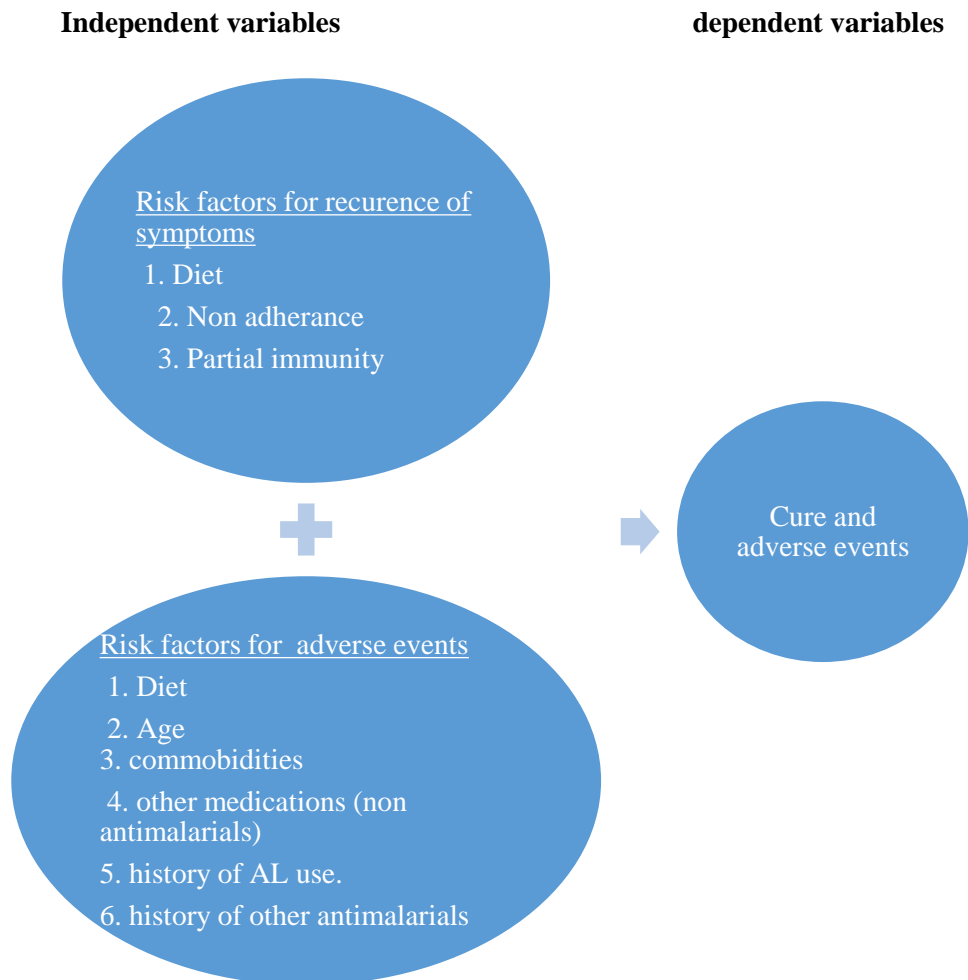 Independent variables
dependent variables
Risk factors for recurence of
symptoms
1. Diet
2. Non adherance
3. Partial immunity
Cure and
adverse events
Risk factors for adverse events
1. Diet
2. Age
3. commobidities
4. other medications (non
antimalarials)
5. history of AL use.
6. history of other antimalarials